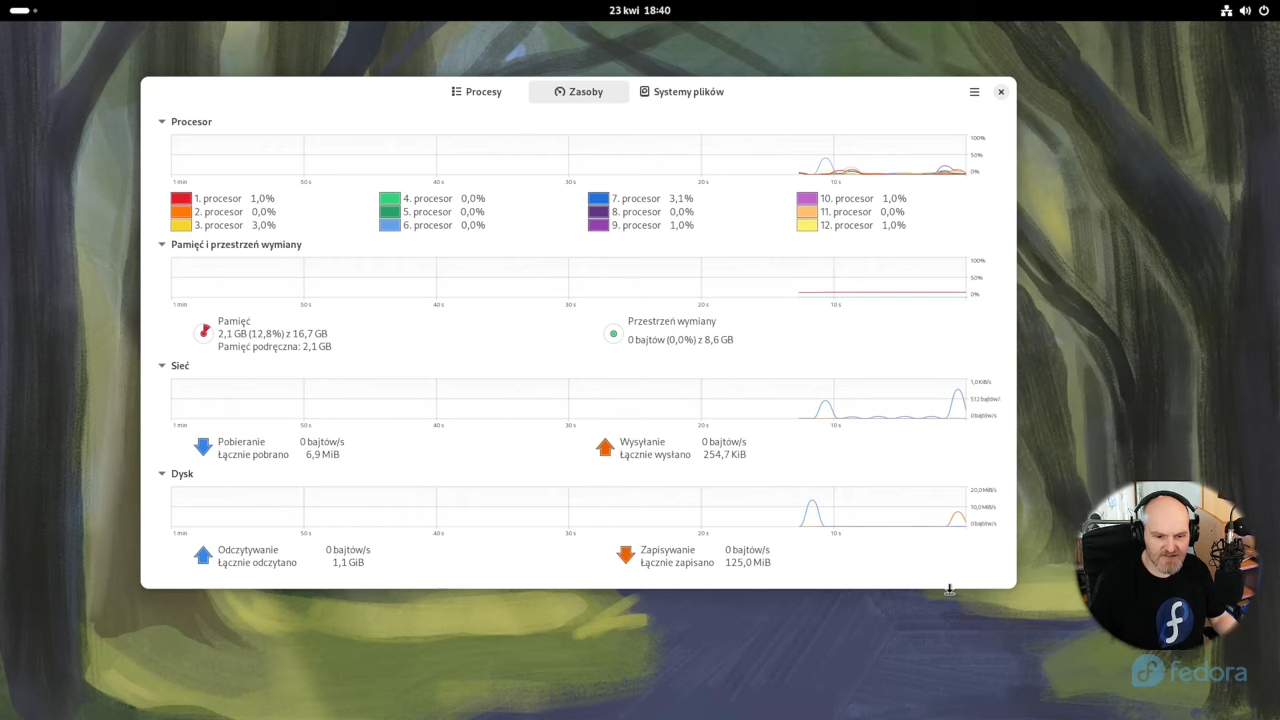 23 kwi 18:40
Procesy
Zasoby
Systemy plików
Procesor
100%
50%
0%
1 min 50 s 40 s 30 s 20 s 10 s
1. procesor 1,0% 4. procesor 0,0% 7. procesor 3,1% 10. procesor 1,0%
2. procesor 0,0% 5. procesor 0,0% 8. procesor 0,0% 11. procesor 0,0%
3. procesor 3,0% 6. procesor 0,0% 9. procesor 1,0% 12. procesor 1,0%
Pamięć i przestrzeń wymiany
100%
50%
0%
1 min 50 s 40 s 30 s 20 s 10 s
Pamięć
2,1 GB (12,8%) z 16,7 GB
Pamięć podręczna: 2,1 GB
Przestrzeń wymiany
0 bajtów (0,0%) z 8,6 GB
Sieć
1,0 KiB/s
512 bajtów/s
0 bajtów/s
1 min 50 s 40 s 30 s 20 s 10 s
Pobieranie 0 bajtów/s
Łącznie pobrano 6,9 MiB
Wysyłanie 0 bajtów/s
Łącznie wysłano 254,7 KiB
Dysk
20,0 MiB/s
10,0 MiB/s
0 bajtów/s
1 min 50 s 40 s 30 s 20 s 10 s
Odczytywanie 0 bajtów/s
Łącznie odczytano 1,1 GiB
Zapisywanie 0 bajtów/s
Łącznie zapisano 125,0 MiB
fedora